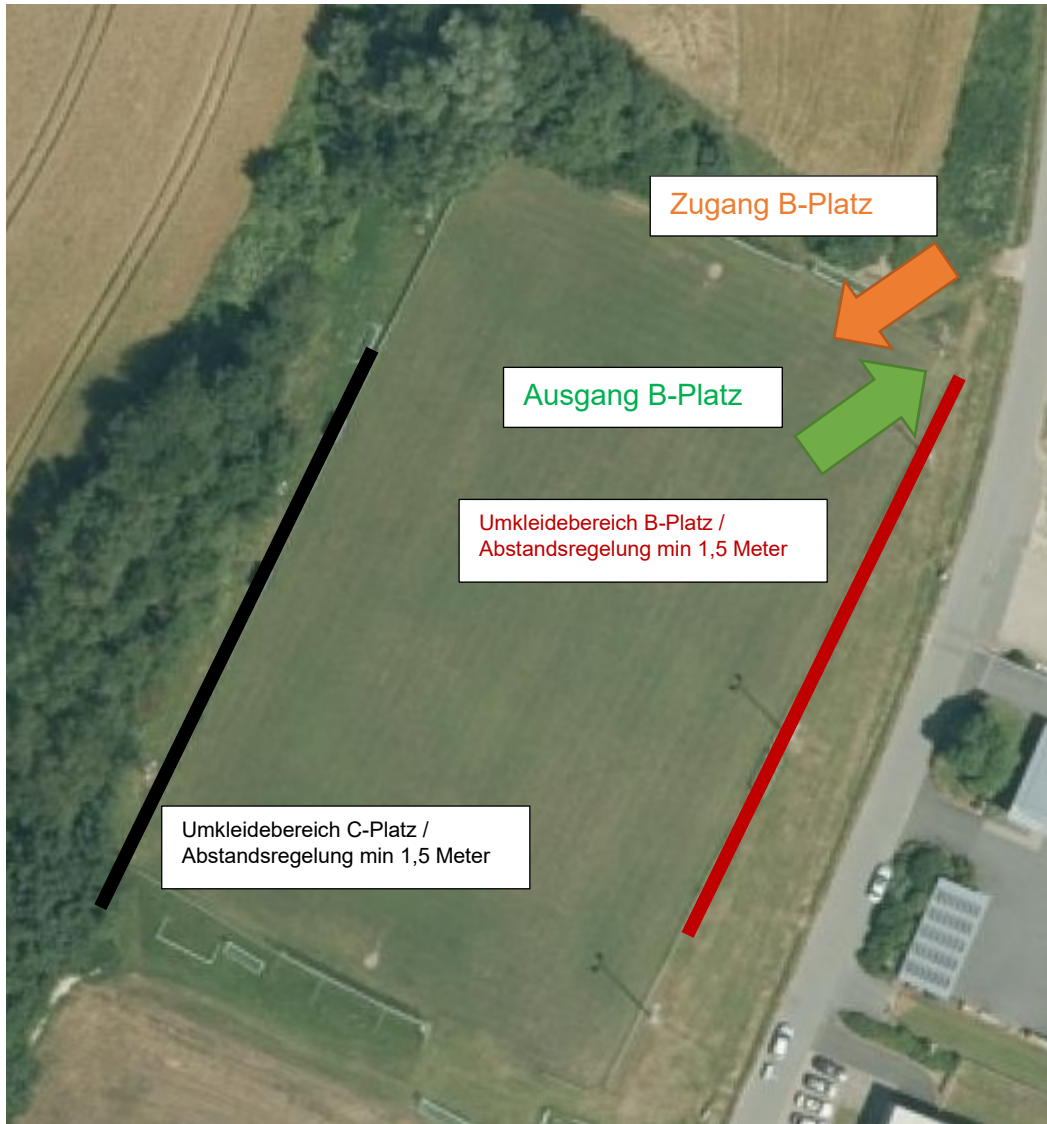 Zugang B-Platz
Ausgang B-Platz
Umkleidebereich B-Platz /
Abstandsregelung min 1,5 Meter
Umkleidebereich C-Platz /
Abstandsregelung min 1,5 Meter